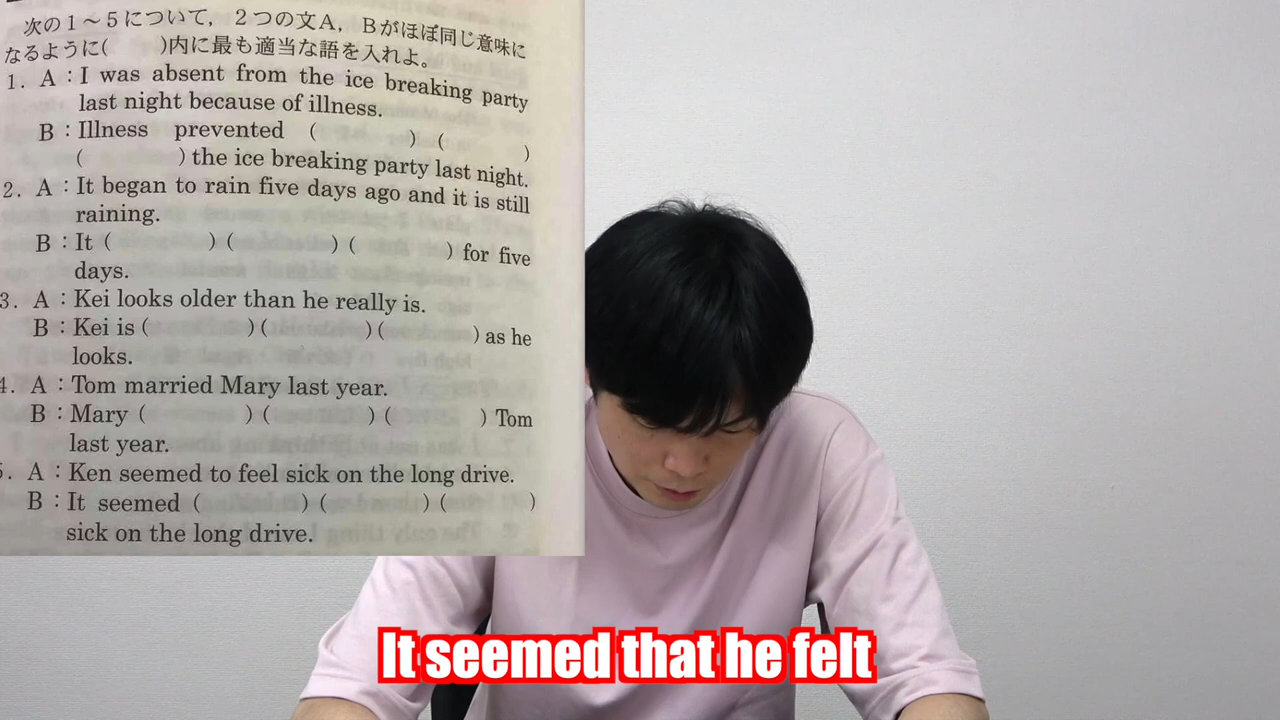 次の1～5について，2つの文A，Bがほぼ同じ意味に
なるように(　　)内に最も適当な語を入れよ。
1. A : I was absent from the ice breaking party
last night because of illness.
B : Illness prevented (　　) (　　)
(　　) the ice breaking party last night.
2. A : It began to rain five days ago and it is still
raining.
B : It (　　) (　　) (　　) for five
days.
3. A : Kei looks older than he really is.
B : Kei is (　　) (　　) (　　) as he
looks.
4. A : Tom married Mary last year.
B : Mary (　　) (　　) (　　) Tom
last year.
5. A : Ken seemed to feel sick on the long drive.
B : It seemed (　　) (　　) (　　)
sick on the long drive.
It seemed that he felt